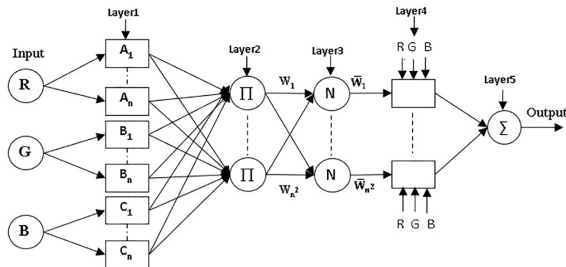 Layer1
Layer4
Input
A1
Layer2
Layer3
R G B
R
∏
W1
N
W̅1
Layer5
An
G
B1
Σ
Output
Bn
∏
Wn2
N
W̅n2
B
C1
R G B
Cn